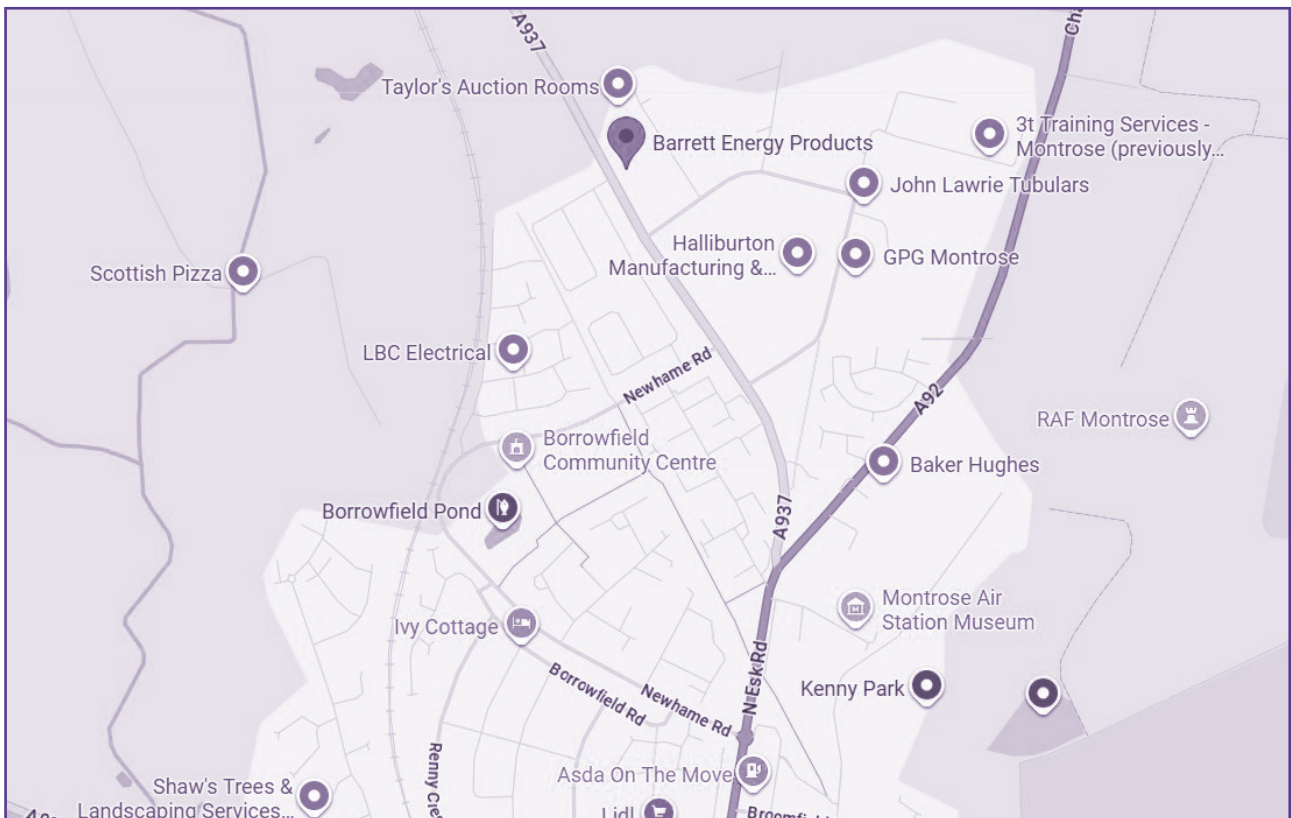 A937
Cha
Taylor's Auction Rooms
Barrett Energy Products
3t Training Services -
Montrose (previously...
John Lawrie Tubulars
Halliburton
Manufacturing &...
GPG Montrose
Scottish Pizza
LBC Electrical
Newhame Rd
A92
RAF Montrose
Borrowfield
Community Centre
Baker Hughes
Borrowfield Pond
A937
Montrose Air
Station Museum
Ivy Cottage
Borrowfield Rd
Newhame Rd
N Esk Rd
Kenny Park
Renny Cres
Asda On The Move
Shaw's Trees &
Landscaping Services...
Lidl